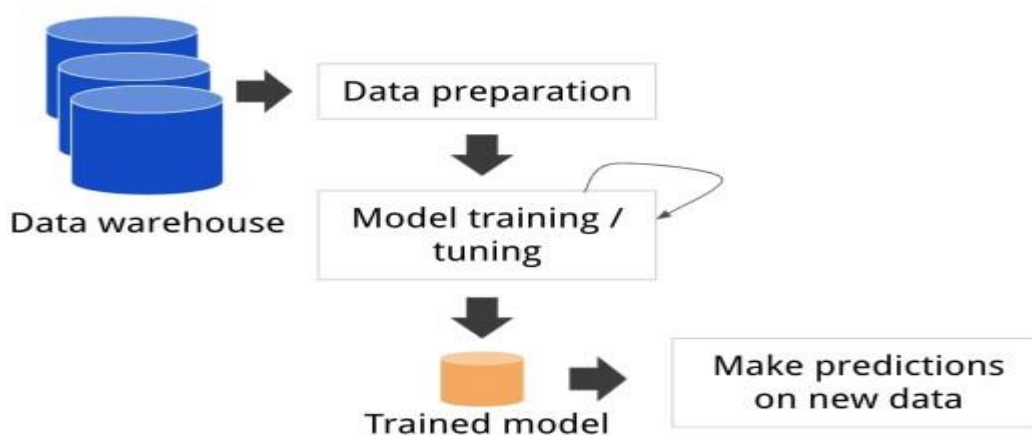 Data warehouse
Data preparation
Model training /
tuning
Trained model
Make predictions
on new data